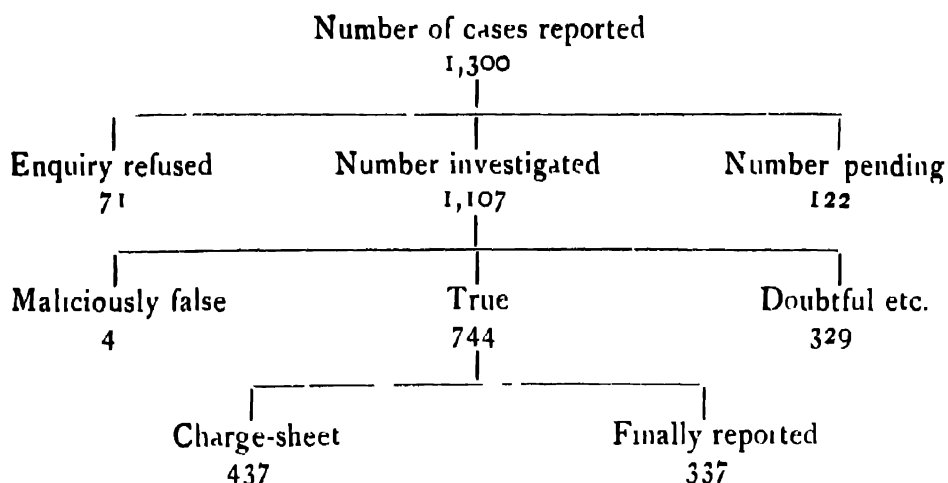 Number of cases reported
1,300
Enquiry refused Number investigated Number pending
71 1,107 122
Maliciously false True Doubtful etc.
4 744 329
Charge-sheet Finally reported
437 337